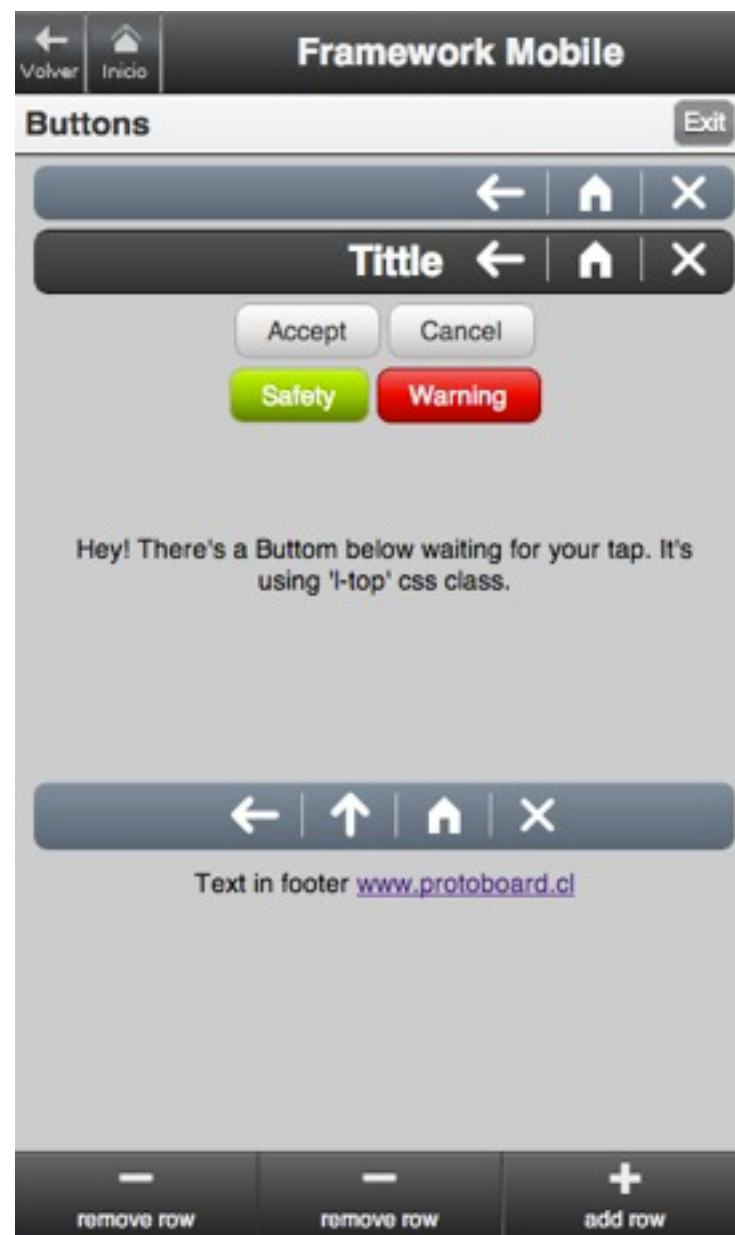 Volver Inicio Framework Mobile
Buttons Exit
Tittle
Accept Cancel
Safety Warning
Hey! There's a Buttom below waiting for your tap. It's
using 'l-top' css class.
Text in footer www.protoboard.cl
remove row remove row add row